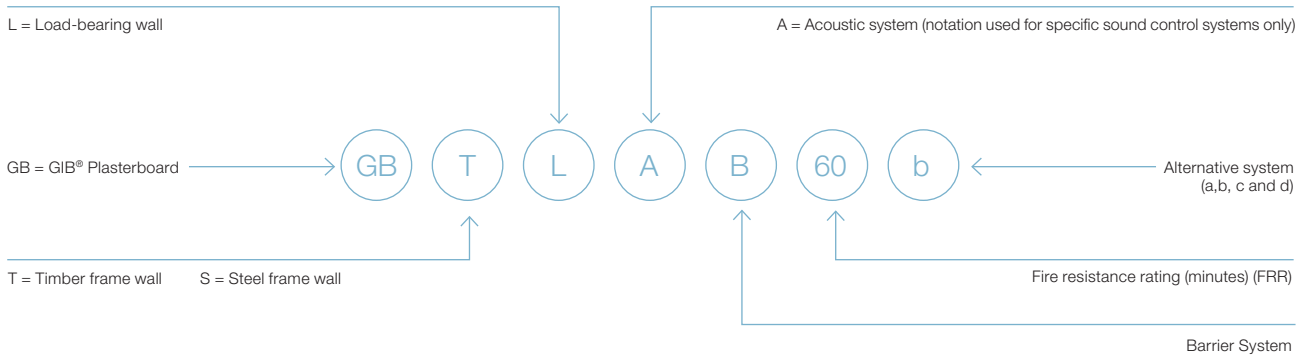 L = Load-bearing wall
A = Acoustic system (notation used for specific sound control systems only)
GB = GIB® Plasterboard
GB T L A B 60 b
Alternative system
(a,b, c and d)
T = Timber frame wall S = Steel frame wall
Fire resistance rating (minutes) (FRR)
Barrier System